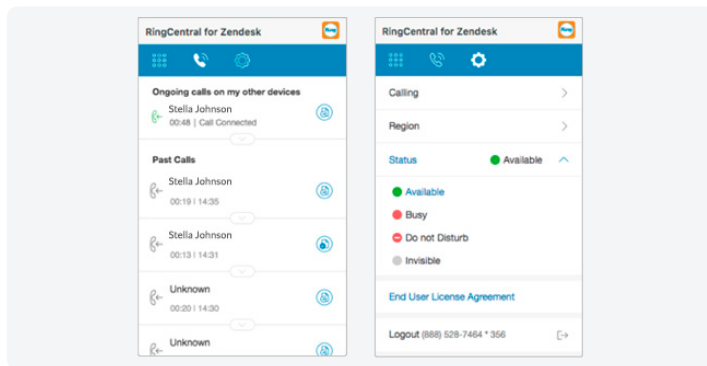 RingCentral for Zendesk
Ongoing calls on my other devices
Stella Johnson
00:48 | Call Connected
Past Calls
Stella Johnson
00:19 | 14:35
Stella Johnson
00:13 | 14:31
Unknown
00:20 | 14:30
Unknown
RingCentral for Zendesk
Calling
Region
Status Available
Available
Busy
Do not Disturb
Invisible
End User License Agreement
Logout (888) 528-7464 * 356